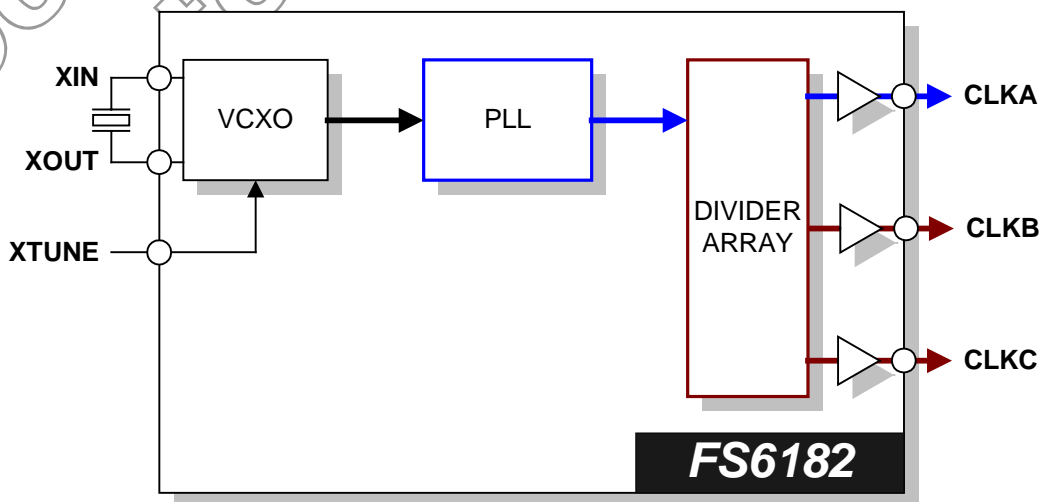 XIN
XOUT
XTUNE
VCXO
PLL
DIVIDER
ARRAY
CLKA
CLKB
CLKC
FS6182